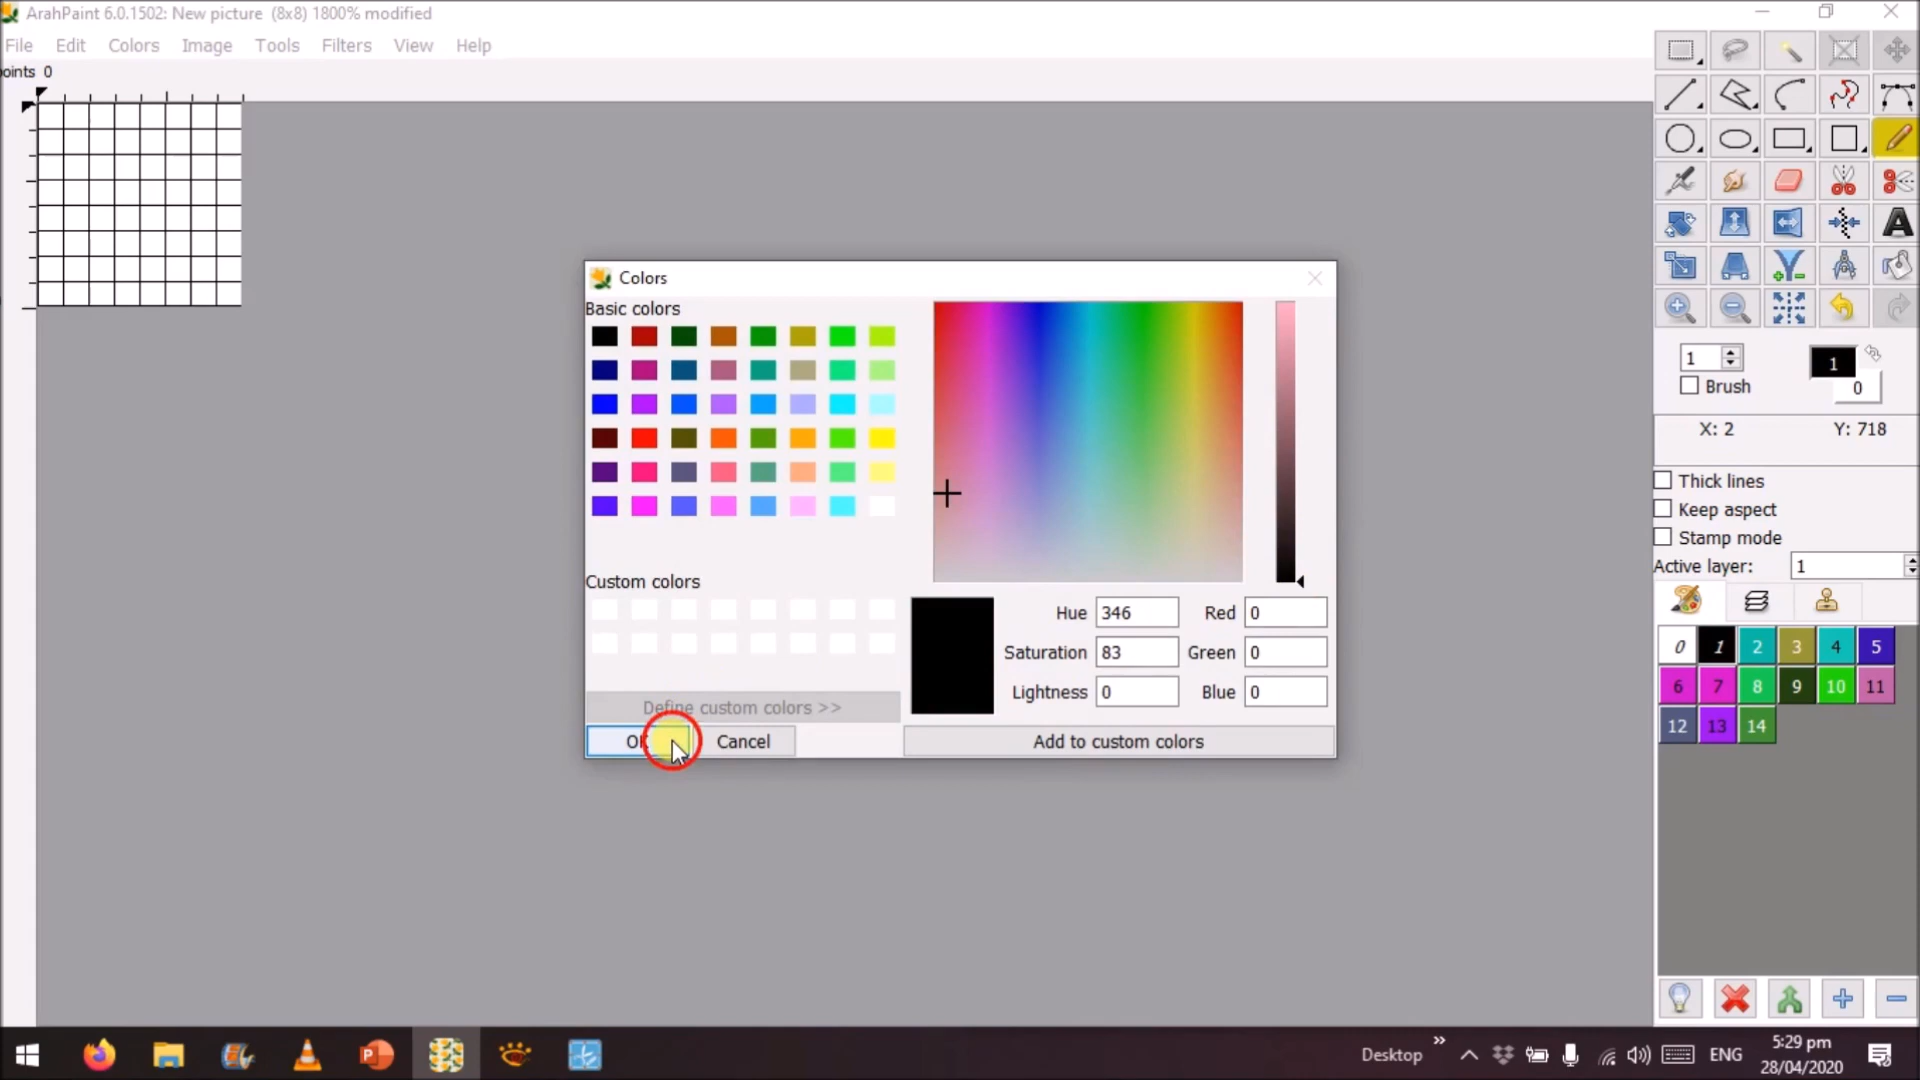 ArahPaint 6.0.1502: New picture (8x8) 1800% modified
File Edit Colors Image Tools Filters View Help
oints 0
Colors
Basic colors
Custom colors
Define custom colors >>
OK Cancel
Hue 346 Red 0
Saturation 83 Green 0
Lightness 0 Blue 0
Add to custom colors
1
1
Brush
0
X: 2 Y: 718
Thick lines
Keep aspect
Stamp mode
Active layer: 1
0 1 2 3 4 5
6 7 8 9 10 11
12 13 14
Desktop » ENG
5:29 pm
28/04/2020